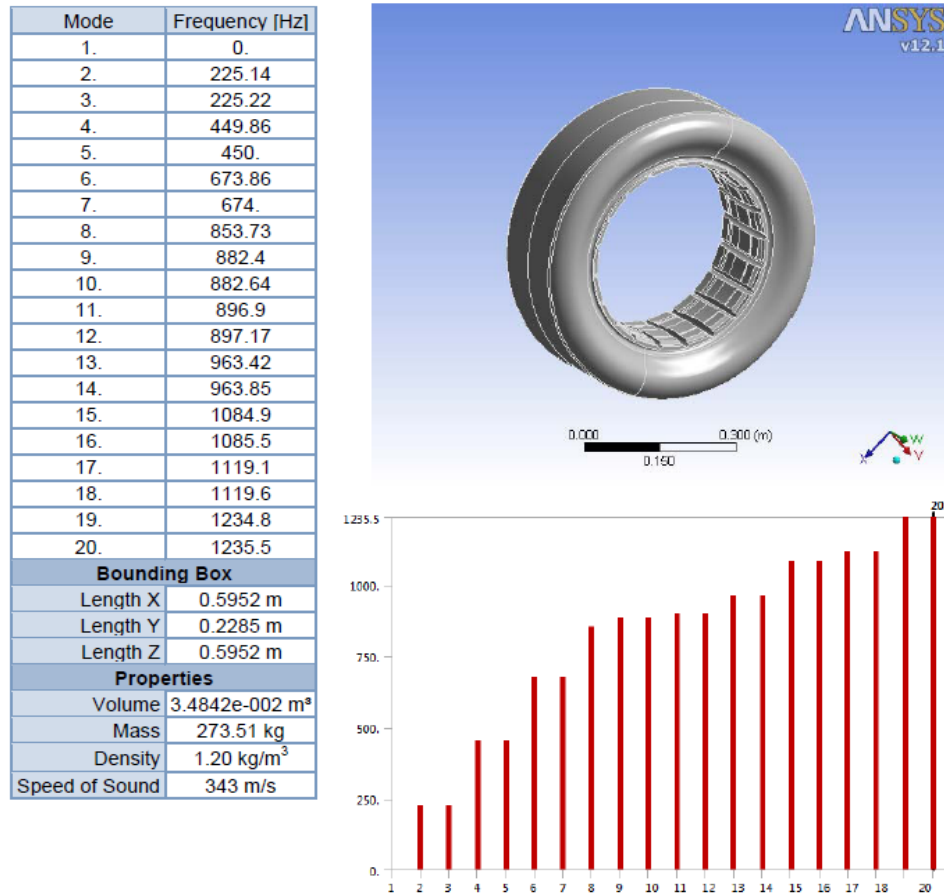 Mode Frequency [Hz]
1. 0.
2. 225.14
3. 225.22
4. 449.86
5. 450.
6. 673.86
7. 674.
8. 853.73
9. 882.4
10. 882.64
11. 896.9
12. 897.17
13. 963.42
14. 963.85
15. 1084.9
16. 1085.5
17. 1119.1
18. 1119.6
19. 1234.8
20. 1235.5
Bounding Box
Length X 0.5952 m
Length Y 0.2285 m
Length Z 0.5952 m
Properties
Volume 3.4842e-002 m³
Mass 273.51 kg
Density 1.20 kg/m³
Speed of Sound 343 m/s
ANSYS
v12.1
0.000 0.300 (m)
0.150
X W V
20
1235.5
1000.
750.
500.
250.
0.
1 2 3 4 5 6 7 8 9 10 11 12 13 14 15 16 17 18 20